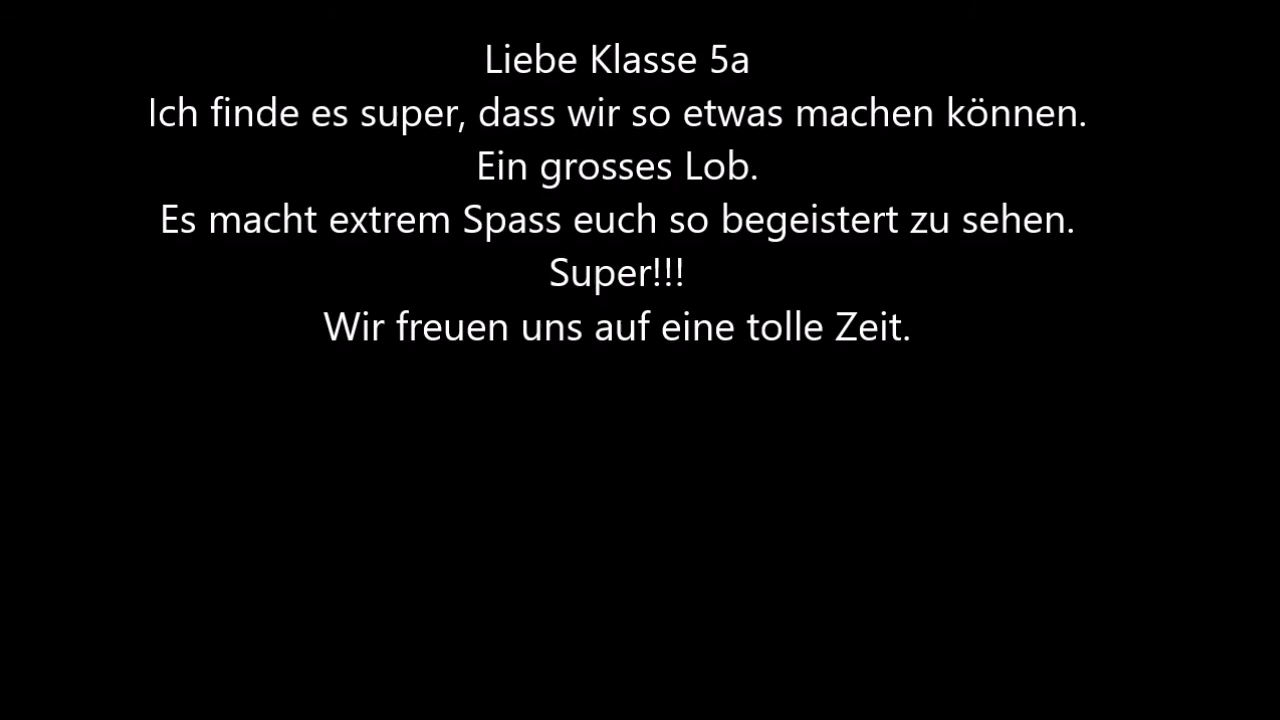 Liebe Klasse 5a
Ich finde es super, dass wir so etwas machen können.
Ein grosses Lob.
Es macht extrem Spass euch so begeistert zu sehen.
Super!!!
Wir freuen uns auf eine tolle Zeit.